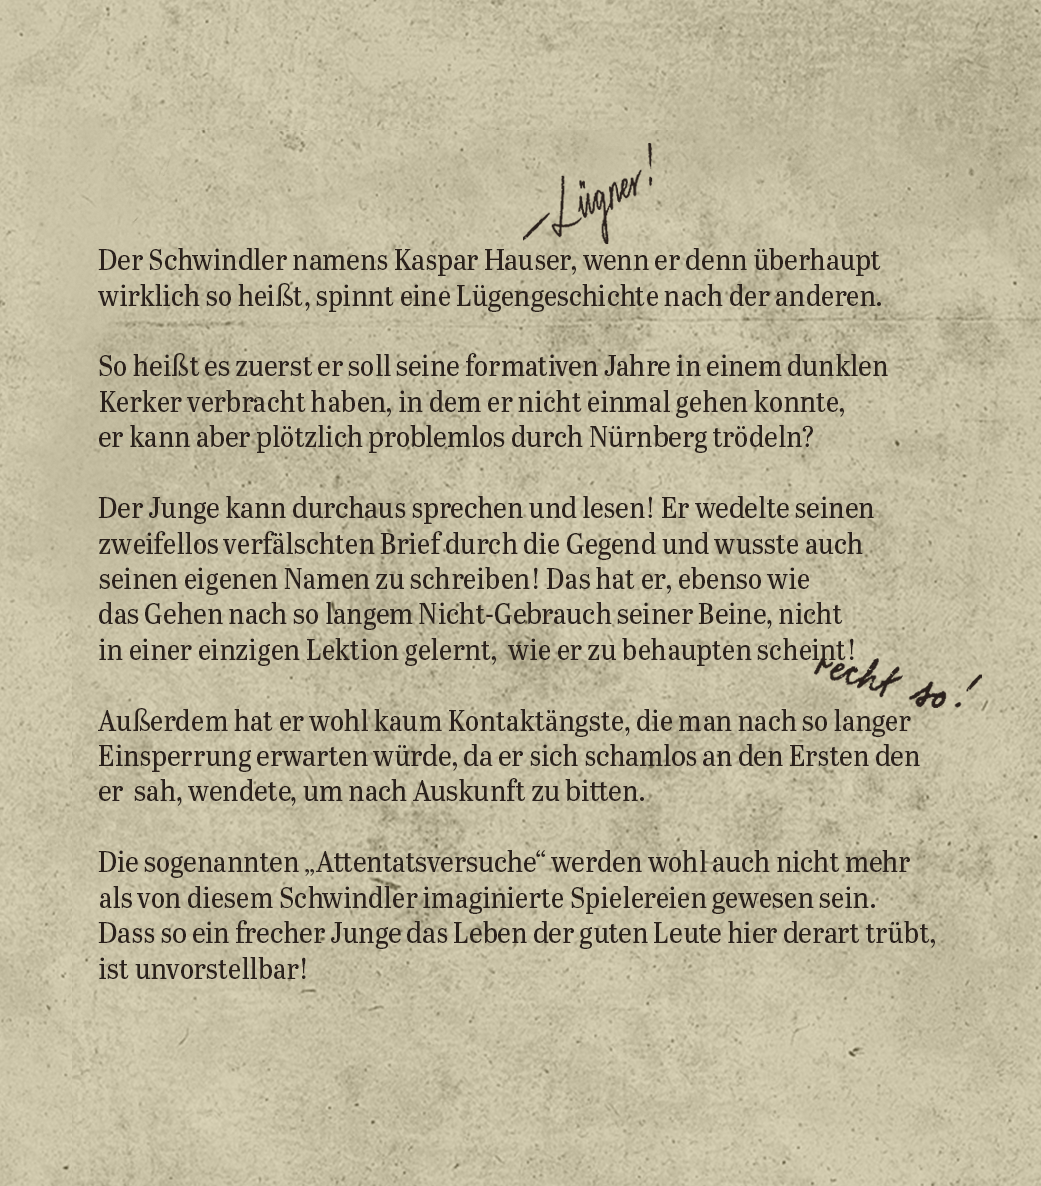 Lügner!
Der Schwindler namens Kaspar Hauser, wenn er denn überhaupt
wirklich so heißt, spinnt eine Lügengeschichte nach der anderen.
So heißt es zuerst er soll seine formativen Jahre in einem dunklen
Kerker verbracht haben, in dem er nicht einmal gehen konnte,
er kann aber plötzlich problemlos durch Nürnberg trödeln?
Der Junge kann durchaus sprechen und lesen! Er wedelte seinen
zweifellos verfälschten Brief durch die Gegend und wusste auch
seinen eigenen Namen zu schreiben! Das hat er, ebenso wie
das Gehen nach so langem Nicht-Gebrauch seiner Beine, nicht
in einer einzigen Lektion gelernt, wie er zu behaupten scheint!
recht so!
Außerdem hat er wohl kaum Kontaktängste, die man nach so langer
Einsperrung erwarten würde, da er sich schamlos an den Ersten den
er sah, wendete, um nach Auskunft zu bitten.
Die sogenannten „Attentatsversuche“ werden wohl auch nicht mehr
als von diesem Schwindler imaginierte Spielereien gewesen sein.
Dass so ein frecher Junge das Leben der guten Leute hier derart trübt,
ist unvorstellbar!